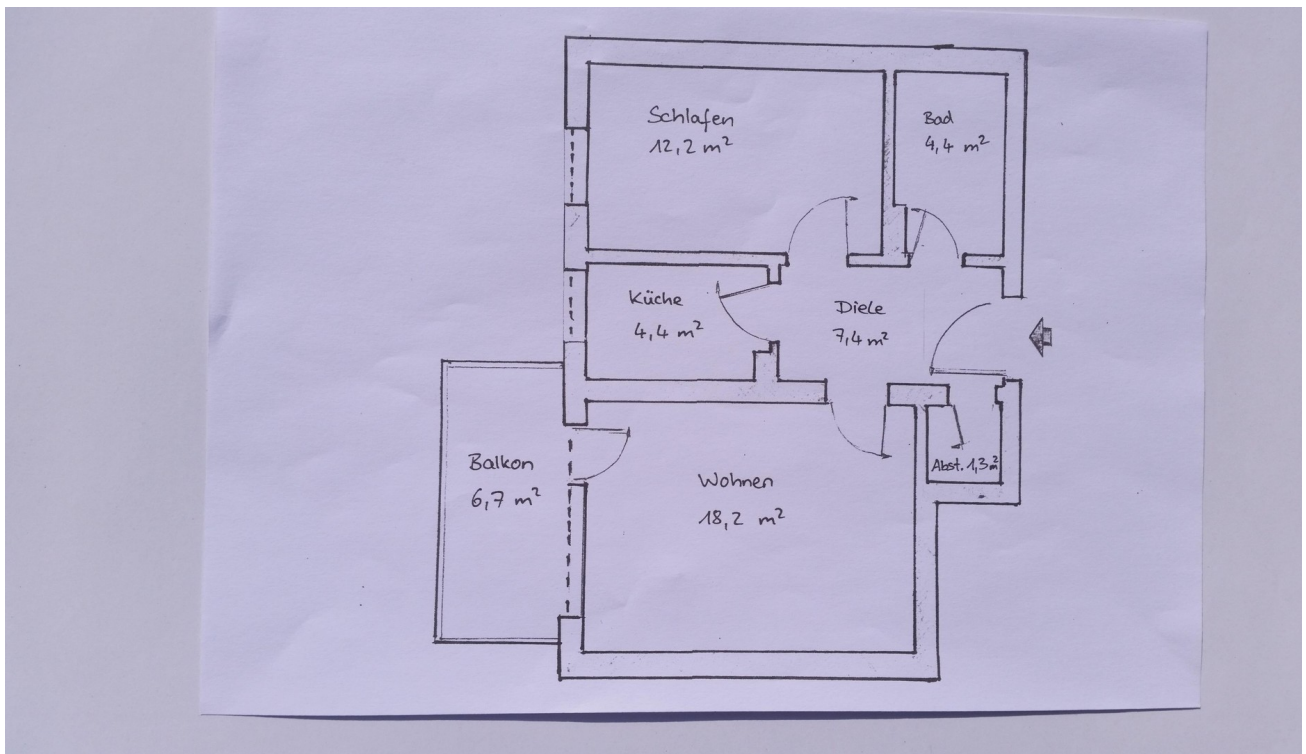 Schlafen
12,2 m²
Bad
4,4 m²
Küche
4,4 m²
Diele
7,4 m²
Balkon
6,7 m²
Wohnen
18,2 m²
Abst. 1,3 m²